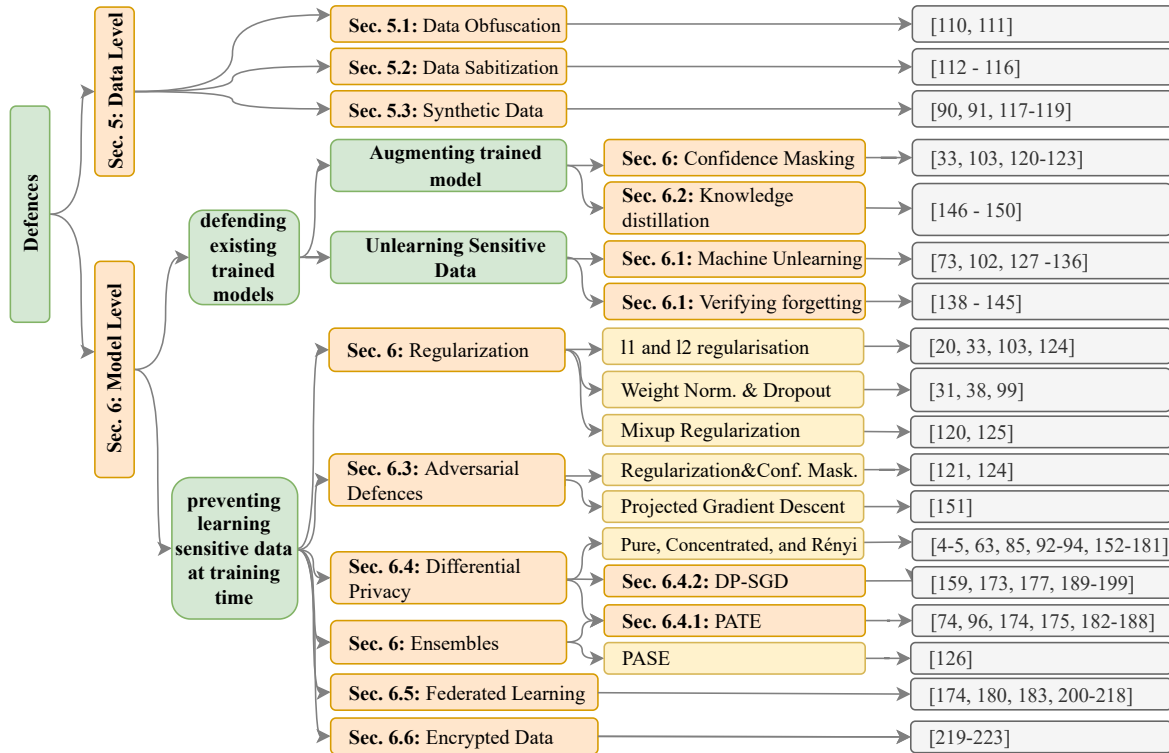 Defences
Sec. 5: Data Level
Sec. 5.1: Data Obfuscation
[110, 111]
Sec. 5.2: Data Sabitization
[112 - 116]
Sec. 5.3: Synthetic Data
[90, 91, 117-119]
Sec. 6: Model Level
defending
existing
trained
models
Augmenting trained
model
Sec. 6: Confidence Masking
[33, 103, 120-123]
Sec. 6.2: Knowledge
distillation
[146 - 150]
Unlearning Sensitive
Data
Sec. 6.1: Machine Unlearning
[73, 102, 127 -136]
Sec. 6.1: Verifying forgetting
[138 - 145]
preventing
learning
sensitive data
at training
time
Sec. 6: Regularization
l1 and l2 regularisation
[20, 33, 103, 124]
Weight Norm. & Dropout
[31, 38, 99]
Mixup Regularization
[120, 125]
Sec. 6.3: Adversarial
Defences
Regularization&Conf. Mask.
[121, 124]
Projected Gradient Descent
[151]
Sec. 6.4: Differential
Privacy
Pure, Concentrated, and Rényi
[4-5, 63, 85, 92-94, 152-181]
Sec. 6.4.2: DP-SGD
[159, 173, 177, 189-199]
Sec. 6.4.1: PATE
[74, 96, 174, 175, 182-188]
Sec. 6: Ensembles
PASE
[126]
Sec. 6.5: Federated Learning
[174, 180, 183, 200-218]
Sec. 6.6: Encrypted Data
[219-223]